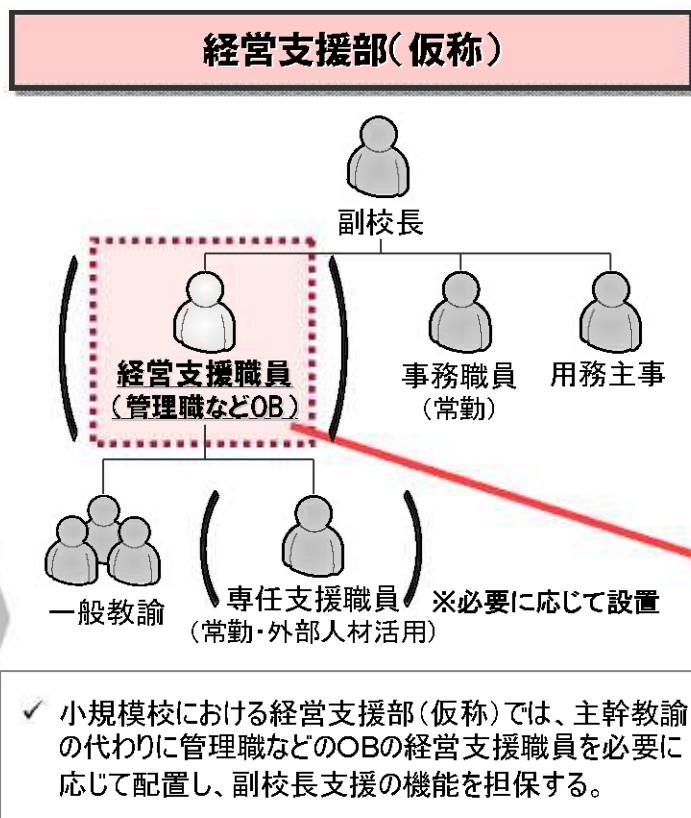 経営支援部(仮称)
副校長
経営支援職員
(管理職などOB)
事務職員
(常勤)
用務主事
一般教諭
専任支援職員
(常勤・外部人材活用)
※必要に応じて設置
✓ 小規模校における経営支援部(仮称)では、主幹教諭
の代わりに管理職などのOBの経営支援職員を必要に
応じて配置し、副校長支援の機能を担保する。